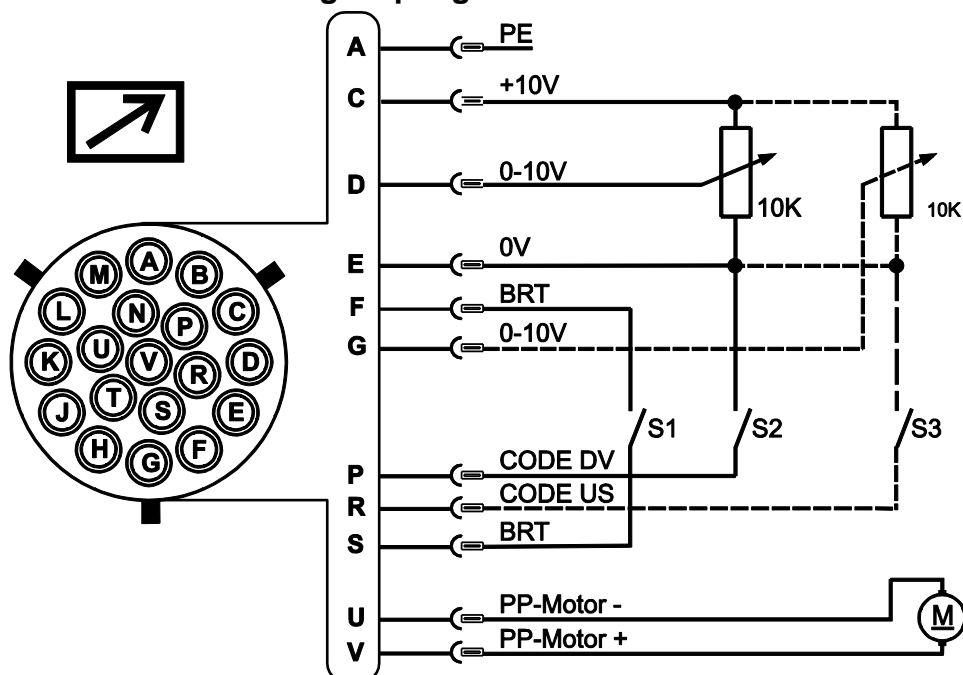 A PE
C +10V
D 0-10V
10K
10K
E 0V
F BRT
G 0-10V
S1 S2 S3
P CODE DV
R CODE US
S BRT
U PP-Motor -
M
V PP-Motor +
A
M B
L N P C
K U V R D
J T S E
H G F